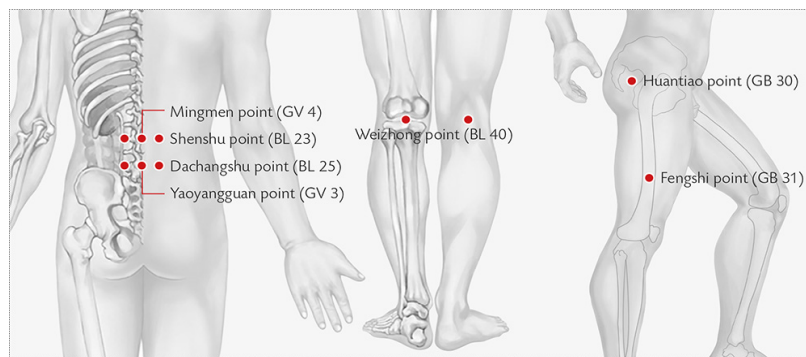 Mingmen point (GV 4)
Shenshu point (BL 23)
Dachangshu point (BL 25)
Yaoyangguan point (GV 3)
Weizhong point (BL 40)
Huantiao point (GB 30)
Fengshi point (GB 31)